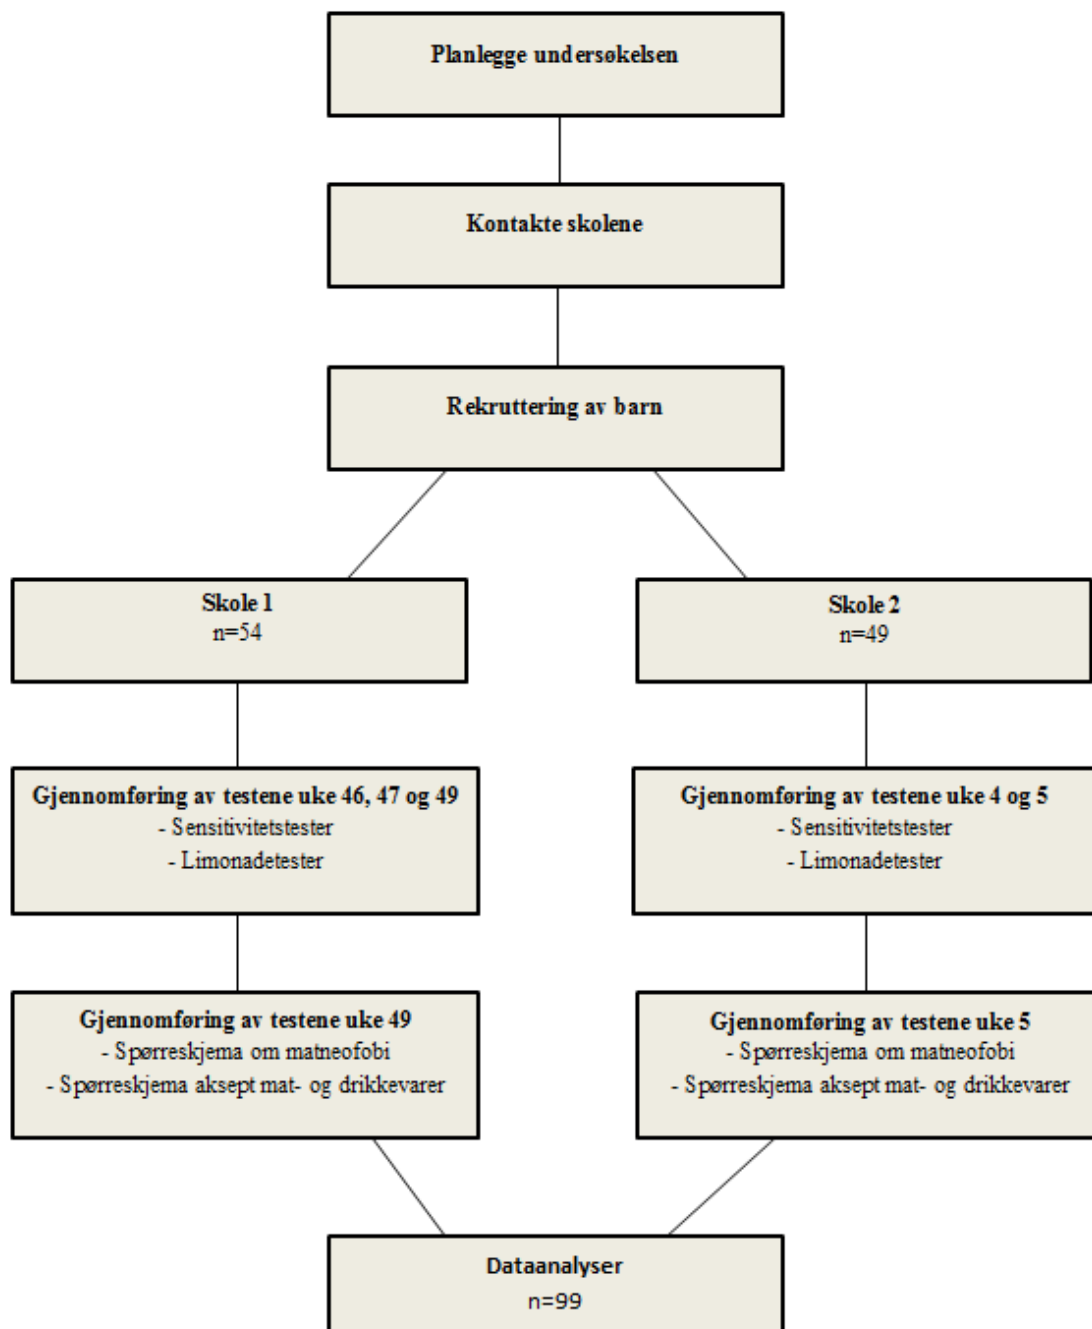 Planlegge undersøkelsen
Kontakte skolene
Rekruttering av barn
Skole 1
n=54
Skole 2
n=49
Gjennomføring av testene uke 46, 47 og 49
- Sensitivitetstester
- Limonadetester
Gjennomføring av testene uke 4 og 5
- Sensitivitetstester
- Limonadetester
Gjennomføring av testene uke 49
- Spørreskjema om matneofobi
- Spørreskjema aksept mat- og drikkevarer
Gjennomføring av testene uke 5
- Spørreskjema om matneofobi
- Spørreskjema aksept mat- og drikkevarer
Dataanalyser
n=99